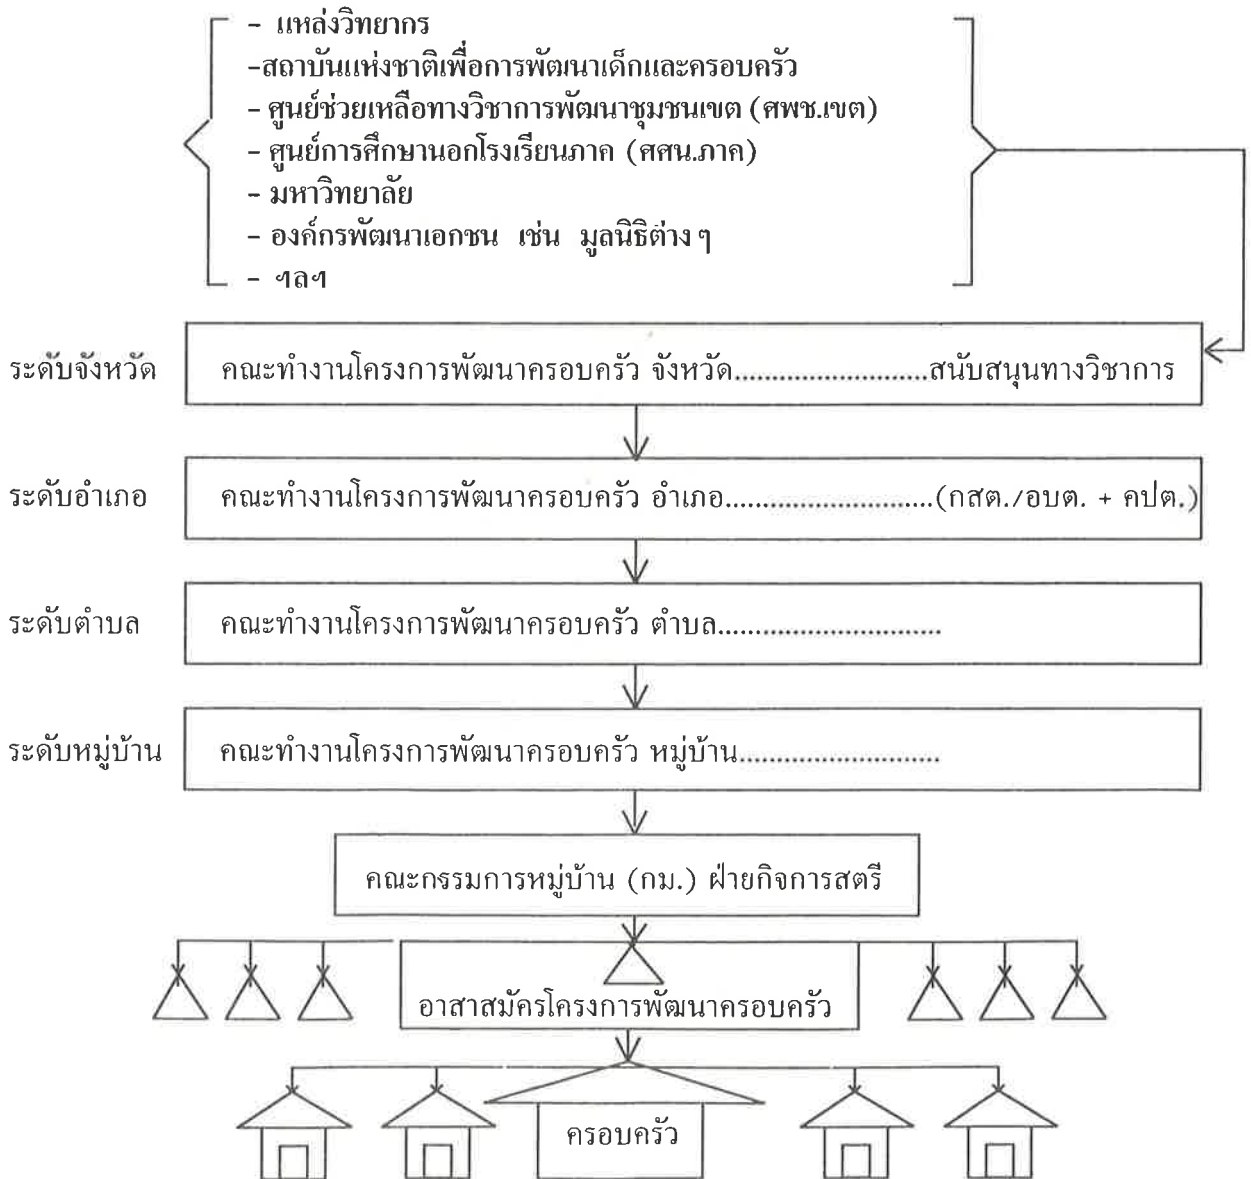 - แหล่งวิทยากร
-สถาบันแห่งชาติเพื่อการพัฒนาเด็กและครอบครัว
- ศูนย์ช่วยเหลือทางวิชาการพัฒนาชุมชนเขต (ศพช.เขต)
- ศูนย์การศึกษานอกโรงเรียนภาค (ศศน.ภาค)
- มหาวิทยาลัย
- องค์กรพัฒนาเอกชน เช่น มูลนิธิต่าง ๆ
- ฯลฯ
ระดับจังหวัด คณะทำงานโครงการพัฒนาครอบครัว จังหวัด..........................สนับสนุนทางวิชาการ
ระดับอำเภอ คณะทำงานโครงการพัฒนาครอบครัว อำเภอ............................(กสต./อบต. + คปต.)
ระดับตำบล คณะทำงานโครงการพัฒนาครอบครัว ตำบล..............................
ระดับหมู่บ้าน คณะทำงานโครงการพัฒนาครอบครัว หมู่บ้าน...........................
คณะกรรมการหมู่บ้าน (กม.) ฝ่ายกิจการสตรี
อาสาสมัครโครงการพัฒนาครอบครัว
ครอบครัว